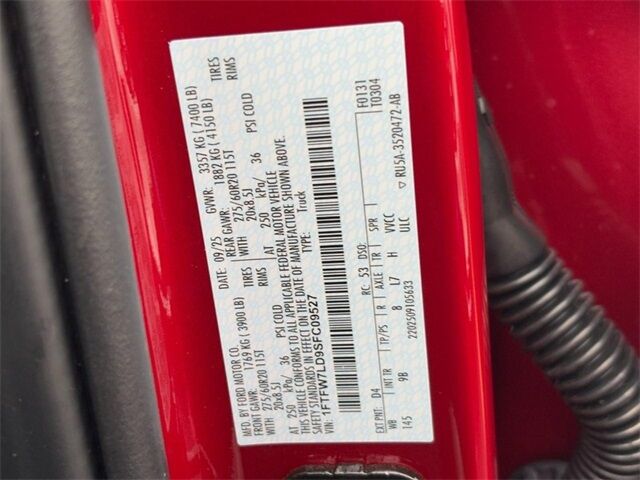 MFD. BY FORD MOTOR CO.   DATE: 09/25   GVWR: 3357 KG ( 7400 LB)
FRONT GAWR: 1769 KG ( 3900 LB)   REAR GAWR: 1882 KG ( 4150 LB)
275/60R20 115T   TIRES WITH 275/60R20 115T   TIRES
20x8.5J   RIMS   20x8.5J   RIMS
AT 250 kPa/ 36 PSI COLD   AT 250 kPa/ 36 PSI COLD
THIS VEHICLE CONFORMS TO ALL APPLICABLE FEDERAL MOTOR VEHICLE
SAFETY STANDARDS IN EFFECT ON THE DATE OF MANUFACTURE SHOWN ABOVE.
VIN: 1FTFW7LD9SFC09527
TYPE: Truck
F0131
T0304
EXT PNT: D4   RC: 53   DSO:
WB   INT TR   TP/PS   R   AXLE   TR   SPR
145   9B   8   L7   H   VVCC
ULC   ▽ RU5A-3520472-AB
2202509105633